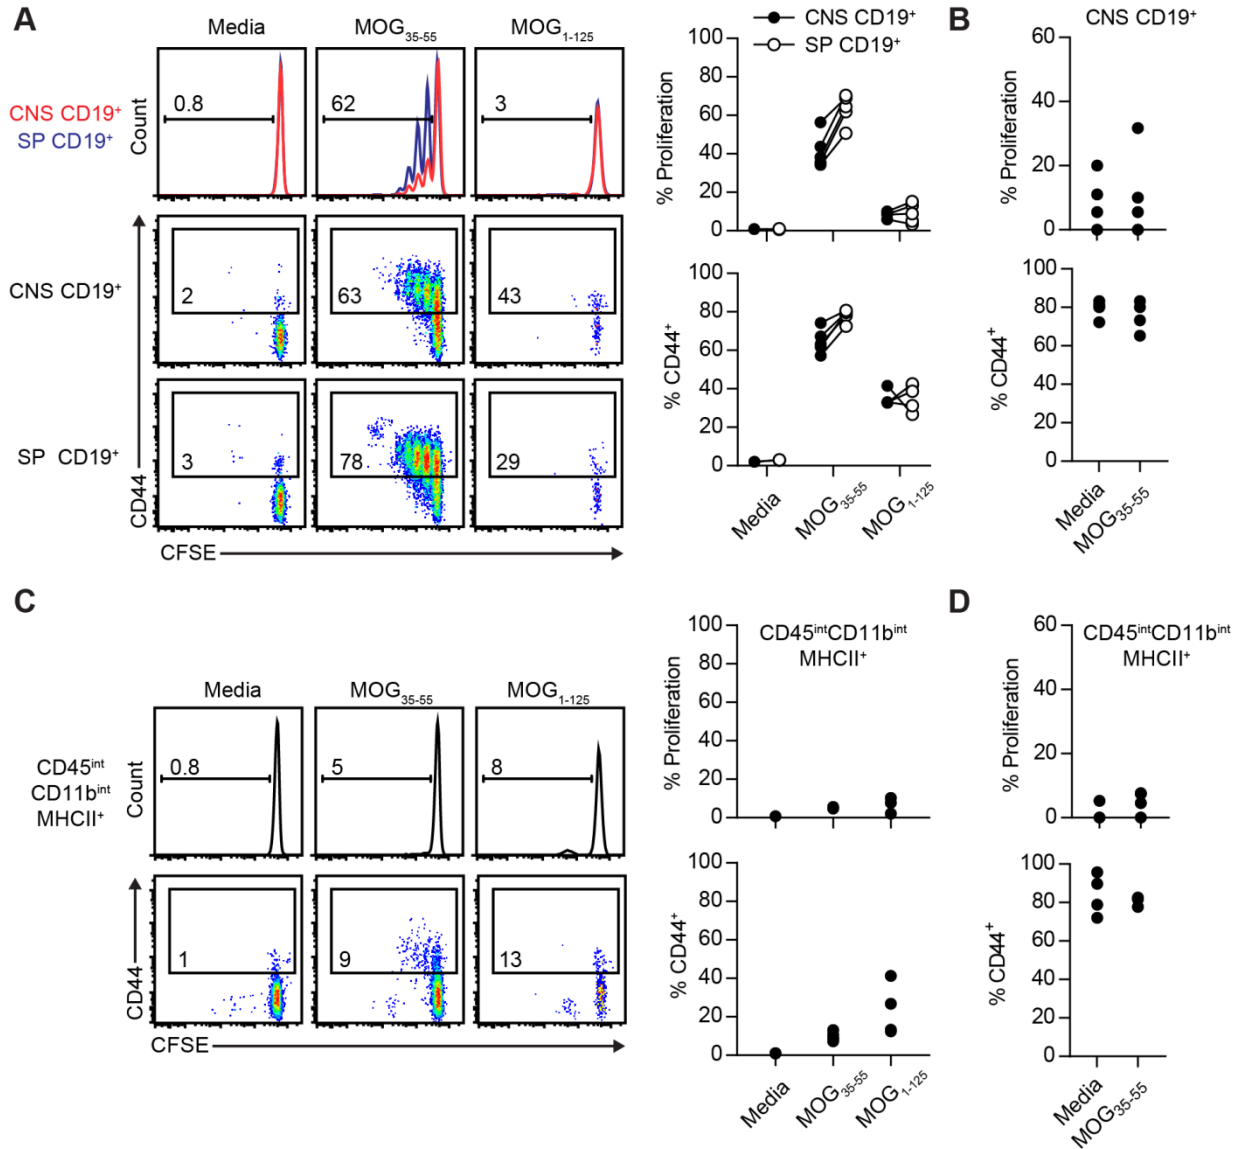 A
Media
MOG35-55
MOG1-125
CNS CD19+
SP CD19+
Count
0.8
62
3
CNS CD19+
2
63
43
SP CD19+
3
78
29
CD44
CFSE
CNS CD19+
SP CD19+
% Proliferation
100
80
60
40
20
0
% CD44+
100
80
60
40
20
0
Media
MOG35-55
MOG1-125
B
CNS CD19+
% Proliferation
60
40
20
0
% CD44+
100
80
60
40
20
0
Media
MOG35-55
C
Media
MOG35-55
MOG1-125
CD45int
CD11bint
MHCII+
Count
0.8
5
8
1
9
13
CD44
CFSE
CD45intCD11bint
MHCII+
% Proliferation
100
80
60
40
20
0
% CD44+
100
80
60
40
20
0
Media
MOG35-55
MOG1-125
D
CD45intCD11bint
MHCII+
% Proliferation
60
40
20
0
% CD44+
100
80
60
40
20
0
Media
MOG35-55